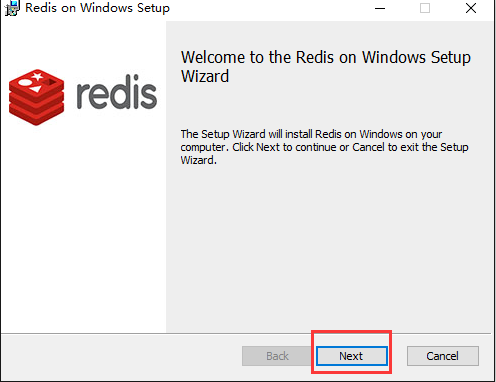 Redis on Windows Setup
redis
Welcome to the Redis on Windows Setup
Wizard
The Setup Wizard will install Redis on Windows on your
computer. Click Next to continue or Cancel to exit the Setup
Wizard.
Back
Next
Cancel